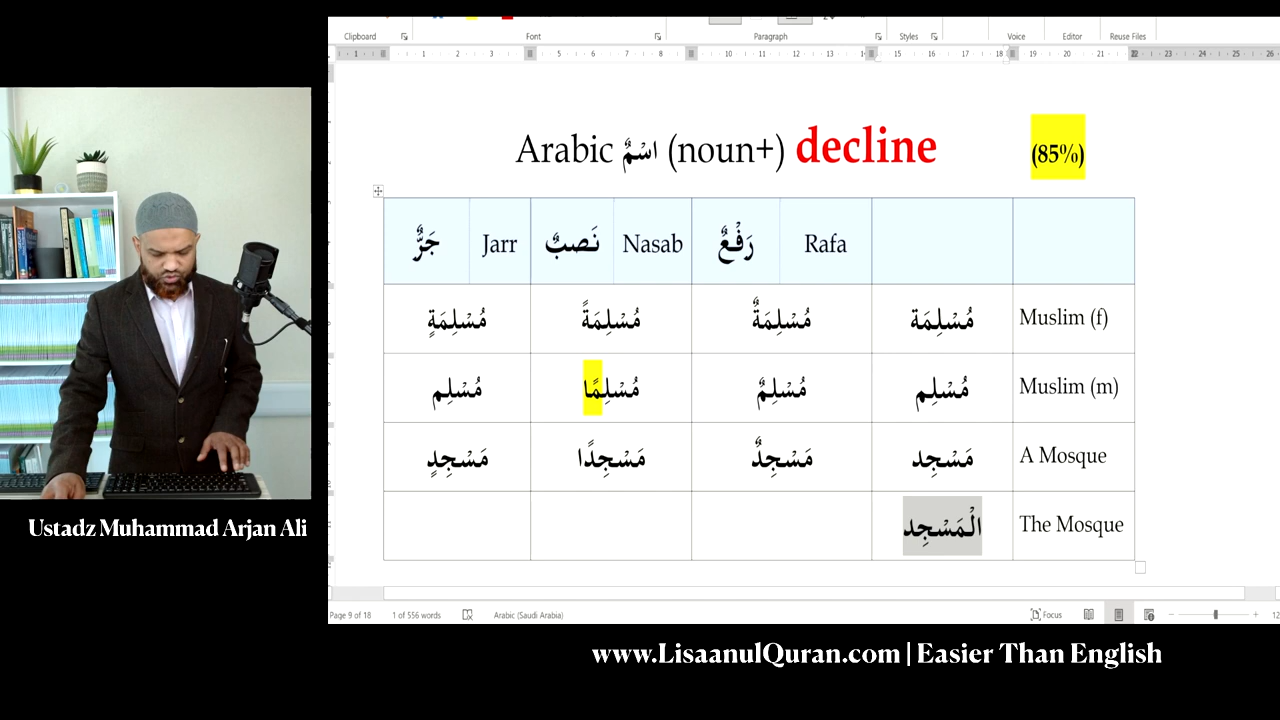 Clipboard Font Paragraph Styles Voice Editor Reuse Files
Arabic اسْمٌ (noun+) decline (85%)
جَرٌّ Jarr نَصبٌ Nasab رَفْعٌ Rafa
مُسْلِمَةٍ مُسْلِمَةً مُسْلِمَةٌ مُسْلِمَة Muslim (f)
مُسْلِم مُسْلِمًا مُسْلِمٌ مُسْلِم Muslim (m)
مَسْجِدٍ مَسْجِدًا مَسْجِدٌ مَسْجِد A Mosque
الْمَسْجِد The Mosque
Ustadz Muhammad Arjan Ali
Page 9 of 18 1 of 556 words Arabic (Saudi Arabia) Focus
www.LisaanulQuran.com | Easier Than English